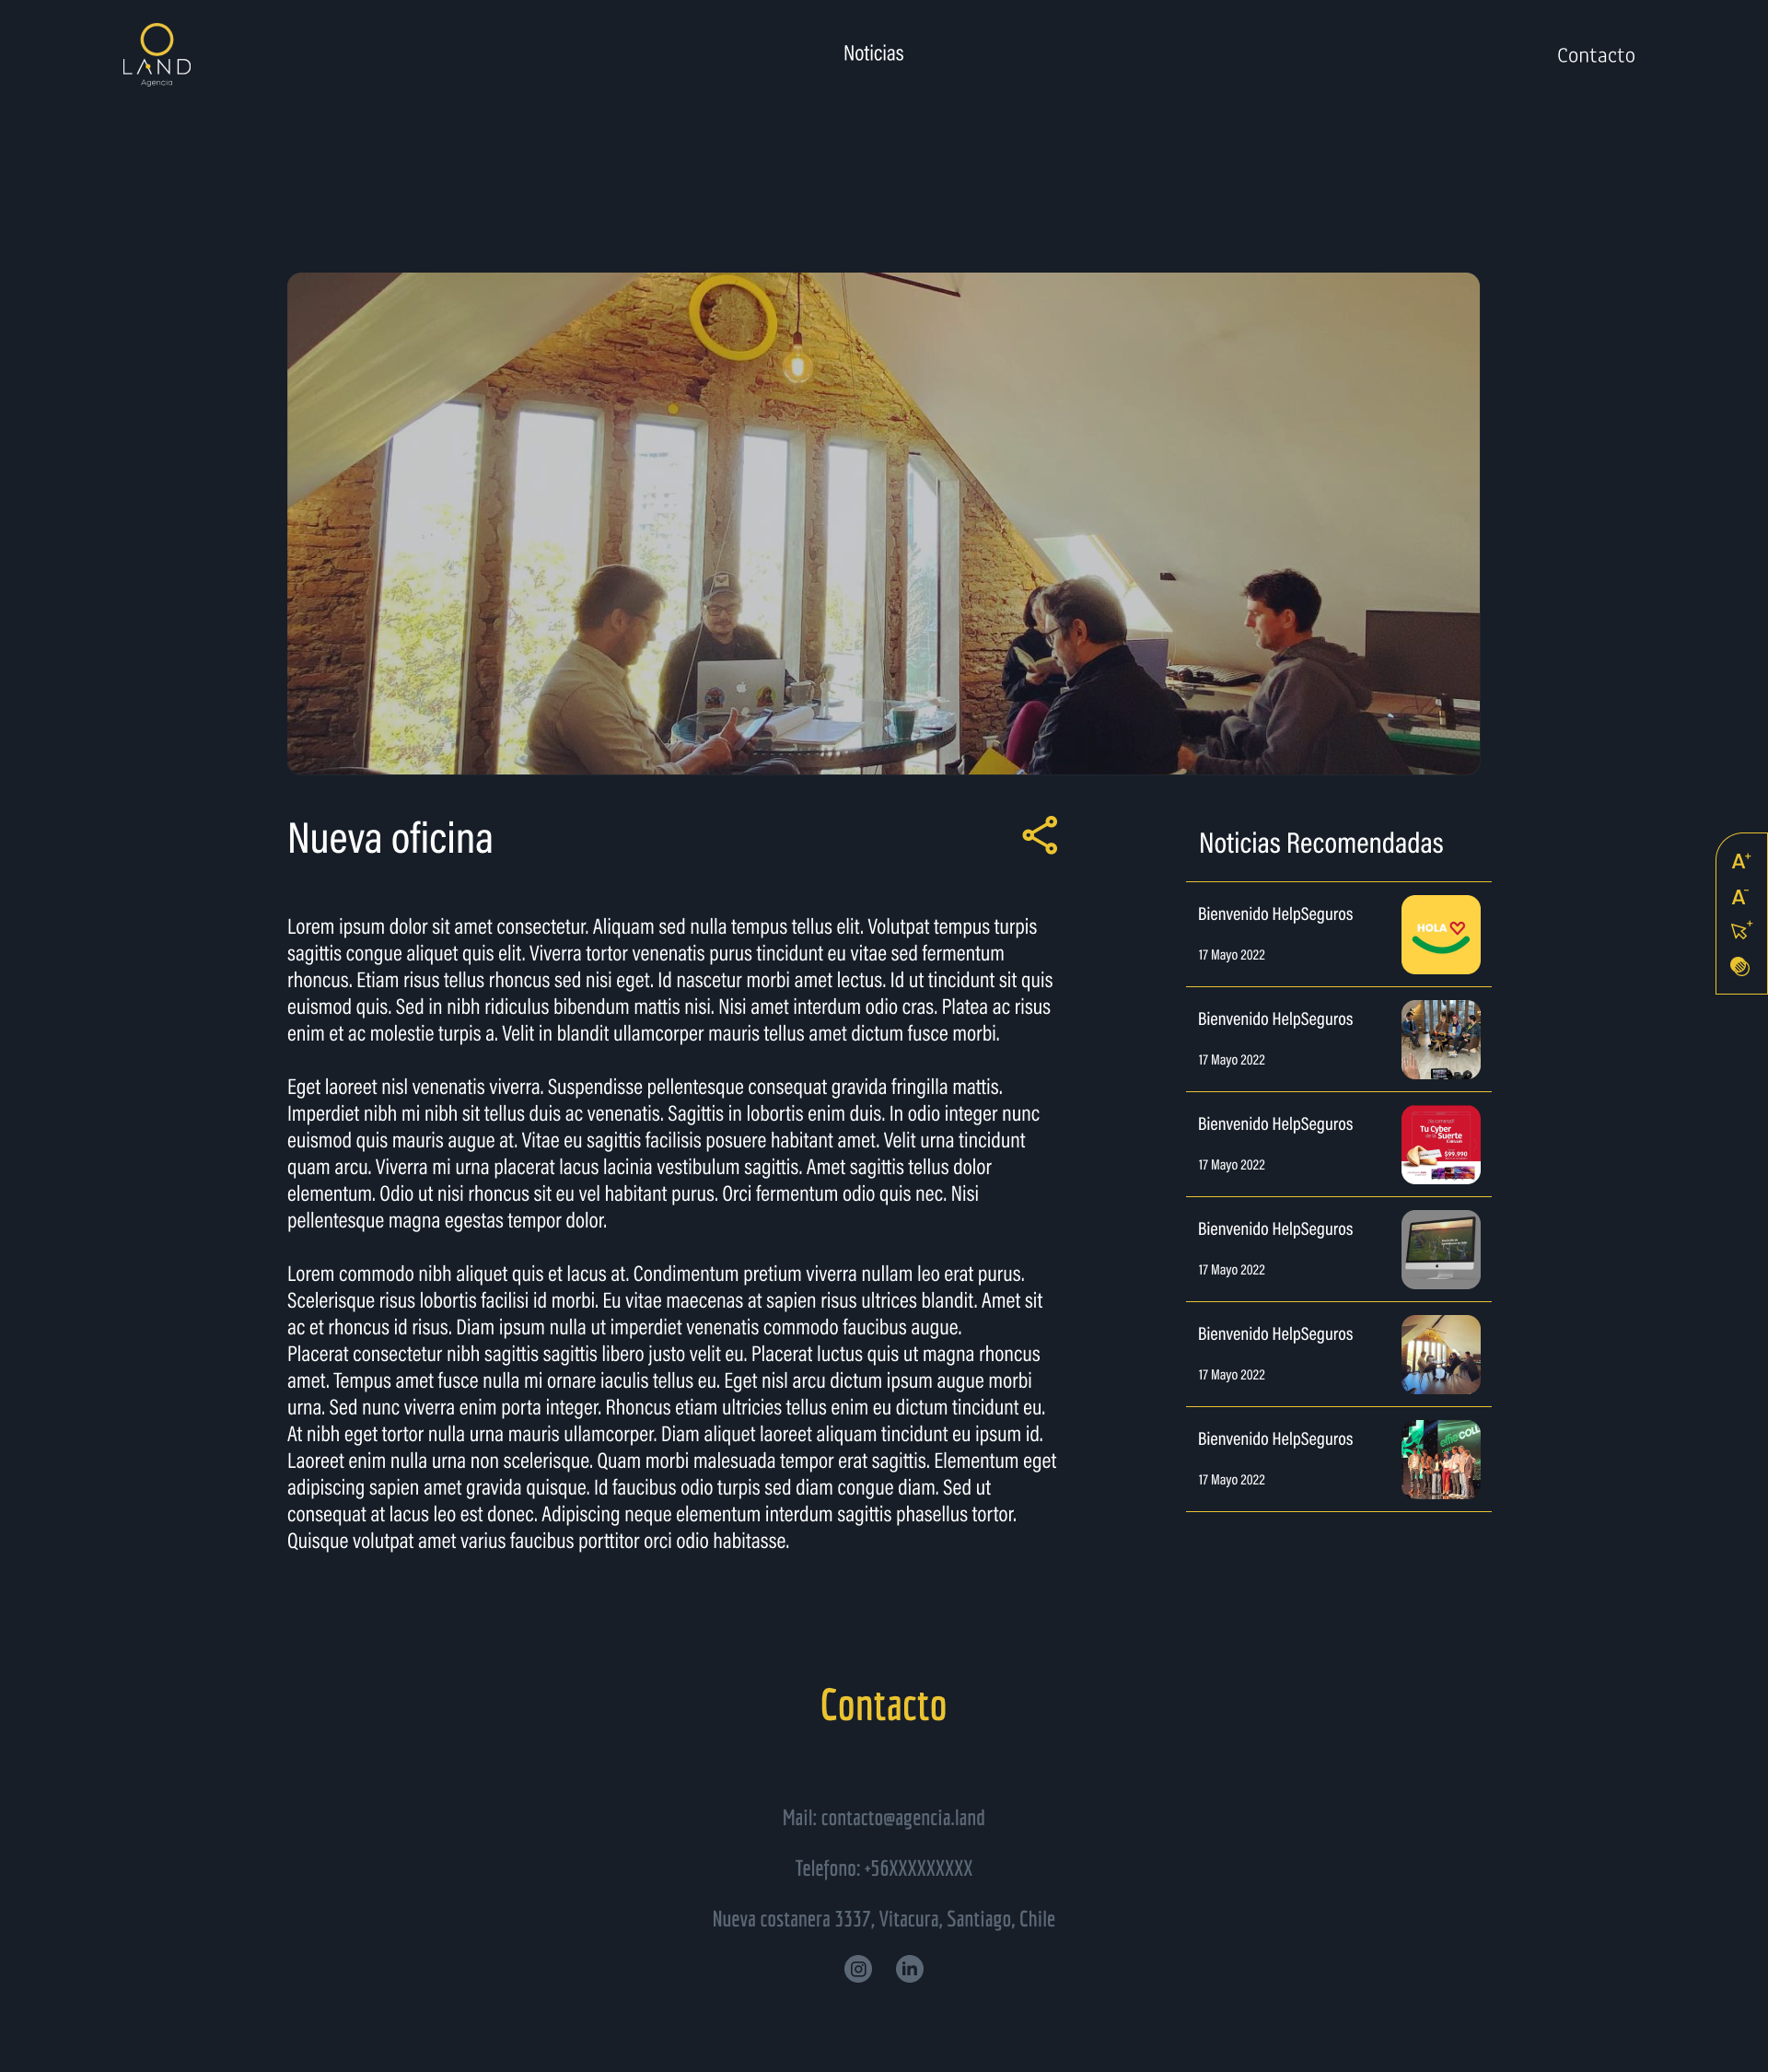 LAND
Agencia
Noticias
Contacto
Nueva oficina
Lorem ipsum dolor sit amet consectetur. Aliquam sed nulla tempus tellus elit. Volutpat tempus turpis
sagittis congue aliquet quis elit. Viverra tortor venenatis purus tincidunt eu vitae sed fermentum
rhoncus. Etiam risus tellus rhoncus sed nisi eget. Id nascetur morbi amet lectus. Id ut tincidunt sit quis
euismod quis. Sed in nibh ridiculus bibendum mattis nisi. Nisi amet interdum odio cras. Platea ac risus
enim et ac molestie turpis a. Velit in blandit ullamcorper mauris tellus amet dictum fusce morbi.
Eget laoreet nisl venenatis viverra. Suspendisse pellentesque consequat gravida fringilla mattis.
Imperdiet nibh mi nibh sit tellus duis ac venenatis. Sagittis in lobortis enim duis. In odio integer nunc
euismod quis mauris augue at. Vitae eu sagittis facilisis posuere habitant amet. Velit urna tincidunt
quam arcu. Viverra mi urna placerat lacus lacinia vestibulum sagittis. Amet sagittis tellus dolor
elementum. Odio ut nisi rhoncus sit eu vel habitant purus. Orci fermentum odio quis nec. Nisi
pellentesque magna egestas tempor dolor.
Lorem commodo nibh aliquet quis et lacus at. Condimentum pretium viverra nullam leo erat purus.
Scelerisque risus lobortis facilisi id morbi. Eu vitae maecenas at sapien risus ultrices blandit. Amet sit
ac et rhoncus id risus. Diam ipsum nulla ut imperdiet venenatis commodo faucibus augue.
Placerat consectetur nibh sagittis sagittis libero justo velit eu. Placerat luctus quis ut magna rhoncus
amet. Tempus amet fusce nulla mi ornare iaculis tellus eu. Eget nisl arcu dictum ipsum augue morbi
urna. Sed nunc viverra enim porta integer. Rhoncus etiam ultricies tellus enim eu dictum tincidunt eu.
At nibh eget tortor nulla urna mauris ullamcorper. Diam aliquet laoreet aliquam tincidunt eu ipsum id.
Laoreet enim nulla urna non scelerisque. Quam morbi malesuada tempor erat sagittis. Elementum eget
adipiscing sapien amet gravida quisque. Id faucibus odio turpis sed diam congue diam. Sed ut
consequat at lacus leo est donec. Adipiscing neque elementum interdum sagittis phasellus tortor.
Quisque volutpat amet varius faucibus porttitor orci odio habitasse.
Noticias Recomendadas
Bienvenido HelpSeguros
17 Mayo 2022
HOLA
Bienvenido HelpSeguros
17 Mayo 2022
Bienvenido HelpSeguros
17 Mayo 2022
Tu Cyber
de la Suerte
$99.990
Bienvenido HelpSeguros
17 Mayo 2022
Bienvenido HelpSeguros
17 Mayo 2022
Bienvenido HelpSeguros
17 Mayo 2022
effie COLL
A+
A-
Contacto
Mail: contacto@agencia.land
Telefono: +56XXXXXXXXX
Nueva costanera 3337, Vitacura, Santiago, Chile
in